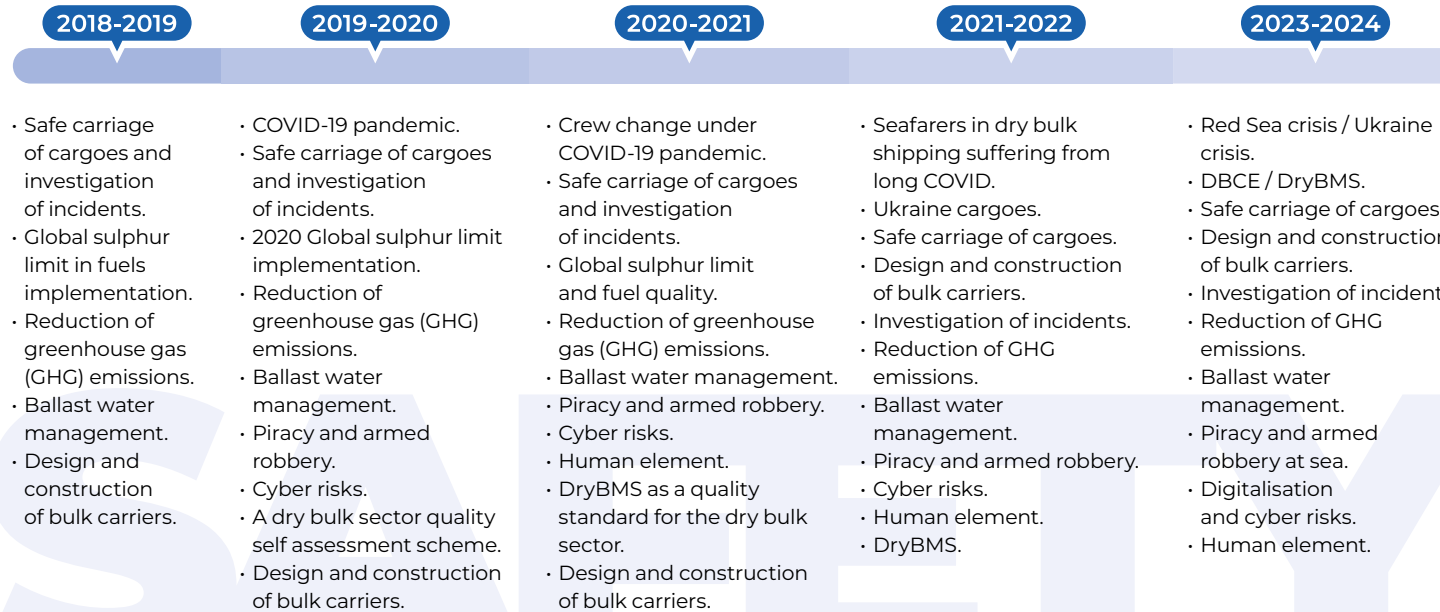 2018-2019
2019-2020
2020-2021
2021-2022
2023-2024
· Safe carriage
of cargoes and
investigation
of incidents.
· Global sulphur
limit in fuels
implementation.
· Reduction of
greenhouse gas
(GHG) emissions.
· Ballast water
management.
· Design and
construction
of bulk carriers.
· COVID-19 pandemic.
· Safe carriage of cargoes
and investigation
of incidents.
· 2020 Global sulphur limit
implementation.
· Reduction of
greenhouse gas (GHG)
emissions.
· Ballast water
management.
· Piracy and armed
robbery.
· Cyber risks.
· A dry bulk sector quality
self assessment scheme.
· Design and construction
of bulk carriers.
· Crew change under
COVID-19 pandemic.
· Safe carriage of cargoes
and investigation
of incidents.
· Global sulphur limit
and fuel quality.
· Reduction of greenhouse
gas (GHG) emissions.
· Ballast water management.
· Piracy and armed robbery.
· Cyber risks.
· Human element.
· DryBMS as a quality
standard for the dry bulk
sector.
· Design and construction
of bulk carriers.
· Seafarers in dry bulk
shipping suffering from
long COVID.
· Ukraine cargoes.
· Safe carriage of cargoes.
· Design and construction
of bulk carriers.
· Investigation of incidents.
· Reduction of GHG
emissions.
· Ballast water
management.
· Piracy and armed robbery.
· Cyber risks.
· Human element.
· DryBMS.
· Red Sea crisis / Ukraine
crisis.
· DBCE / DryBMS.
· Safe carriage of cargoes
· Design and construction
of bulk carriers.
· Investigation of incident
· Reduction of GHG
emissions.
· Ballast water
management.
· Piracy and armed
robbery at sea.
· Digitalisation
and cyber risks.
· Human element.
SAFETY